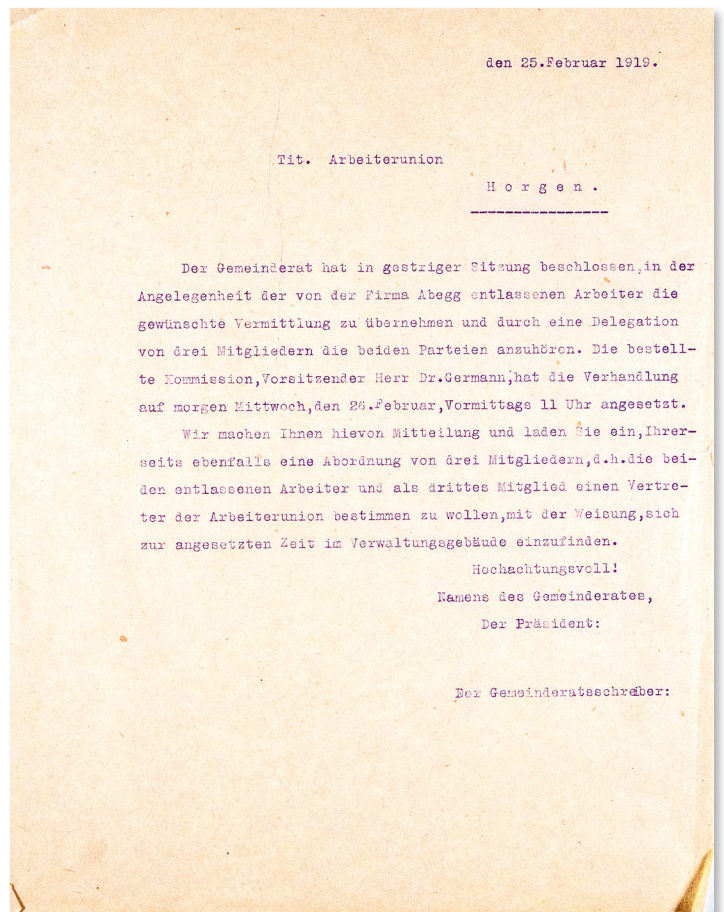 den 25.Februar 1919.
Tit. Arbeiterunion
H o r g e n .
Der Gemeinderat hat in gestriger Sitzung beschlossen,in der
Angelegenheit der von der Firma Abegg entlassenen Arbeiter die
gewünschte Vermittlung zu übernehmen und durch eine Delegation
von drei Mitgliedern die beiden Parteien anzuhören. Die bestell-
te Kommission,Vorsitzender Herr Dr.Germann,hat die Verhandlung
auf morgen Mittwoch,den 26.Februar,Vormittags 11 Uhr angesetzt.
Wir machen Ihnen hievon Mitteilung und laden Sie ein,Ihrer-
seits ebenfalls eine Abordnung von drei Mitgliedern,d.h.die bei-
den entlassenen Arbeiter und als drittes Mitglied einen Vertre-
ter der Arbeiterunion bestimmen zu wollen,mit der Weisung,sich
zur angesetzten Zeit im Verwaltungsgebäude einzufinden.
Hochachtungsvoll!
Namens des Gemeinderates,
Der Präsident:
Der Gemeinderatsschreiber: